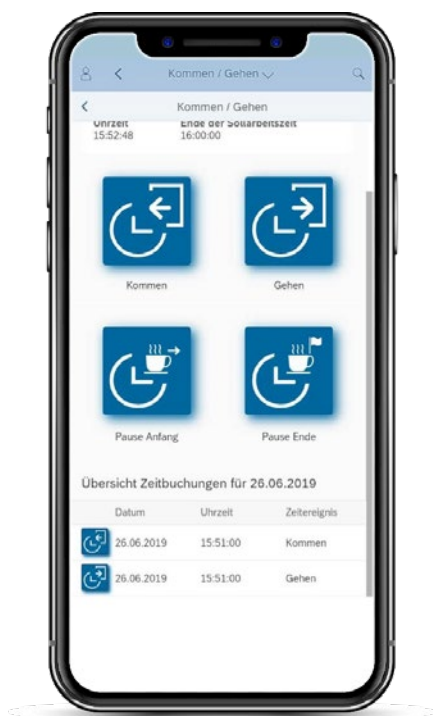 Kommen / Gehen
Kommen / Gehen
Uhrzeit Ende der Sollarbeitszeit
15:52:48 16:00:00
Kommen Gehen
Pause Anfang Pause Ende
Übersicht Zeitbuchungen für 26.06.2019
Datum Uhrzeit Zeitereignis
26.06.2019 15:51:00 Kommen
26.06.2019 15:51:00 Gehen